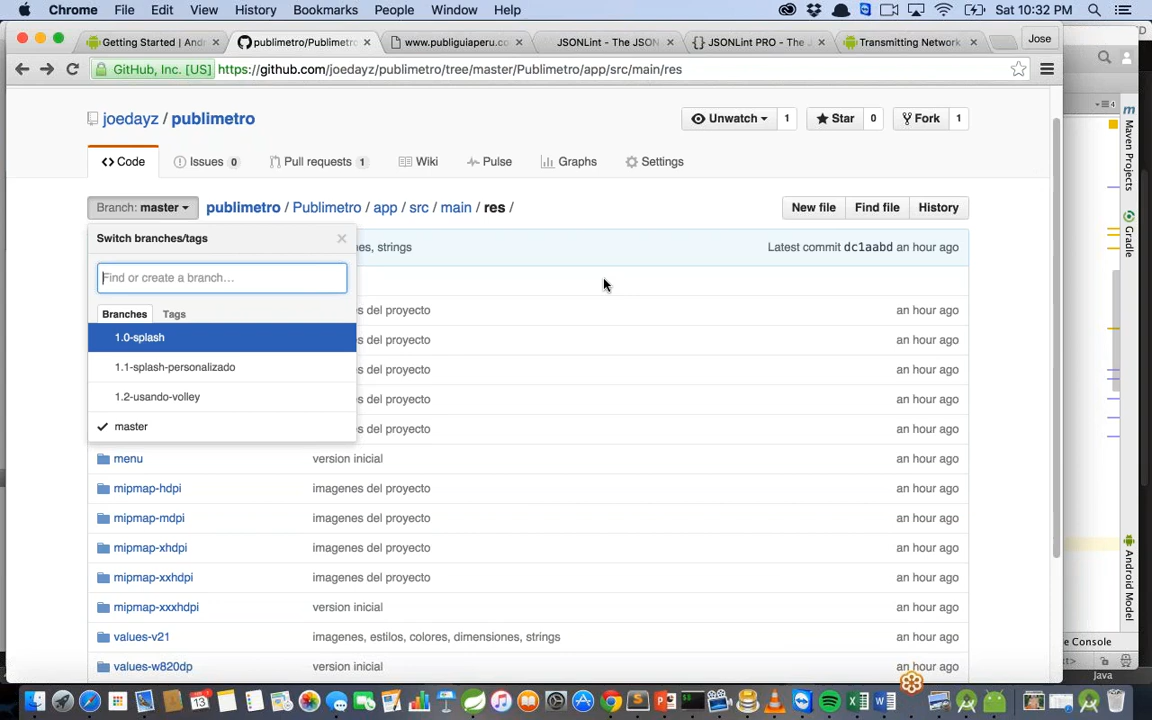 Chrome File Edit View History Bookmarks People Window Help Sat 10:32 PM
Getting Started | An publimetro/Publimetro www.publiguiaperu.co JSONLint - The JSON {} JSONLint PRO - The J Transmitting Network Jose
GitHub, Inc. [US] https://github.com/joedayz/publimetro/tree/master/Publimetro/app/src/main/res
joedayz / publimetro Unwatch 1 Star 0 Fork 1
Code Issues 0 Pull requests 1 Wiki Pulse Graphs Settings
Branch: master publimetro / Publimetro / app / src / main / res / New file Find file History
Switch branches/tags
es, strings Latest commit dc1aabd an hour ago
Find or create a branch...
Branches Tags
s del proyecto an hour ago
1.0-splash
s del proyecto an hour ago
1.1-splash-personalizado
s del proyecto an hour ago
1.2-usando-volley
s del proyecto an hour ago
master
s del proyecto an hour ago
menu version inicial an hour ago
mipmap-hdpi imagenes del proyecto an hour ago
mipmap-mdpi imagenes del proyecto an hour ago
mipmap-xhdpi imagenes del proyecto an hour ago
mipmap-xxhdpi imagenes del proyecto an hour ago
mipmap-xxxhdpi version inicial an hour ago
values-v21 imagenes, estilos, colores, dimensiones, strings an hour ago
values-w820dp version inicial an hour ago
Maven Projects
Gradle
Android Model
e Console
Java